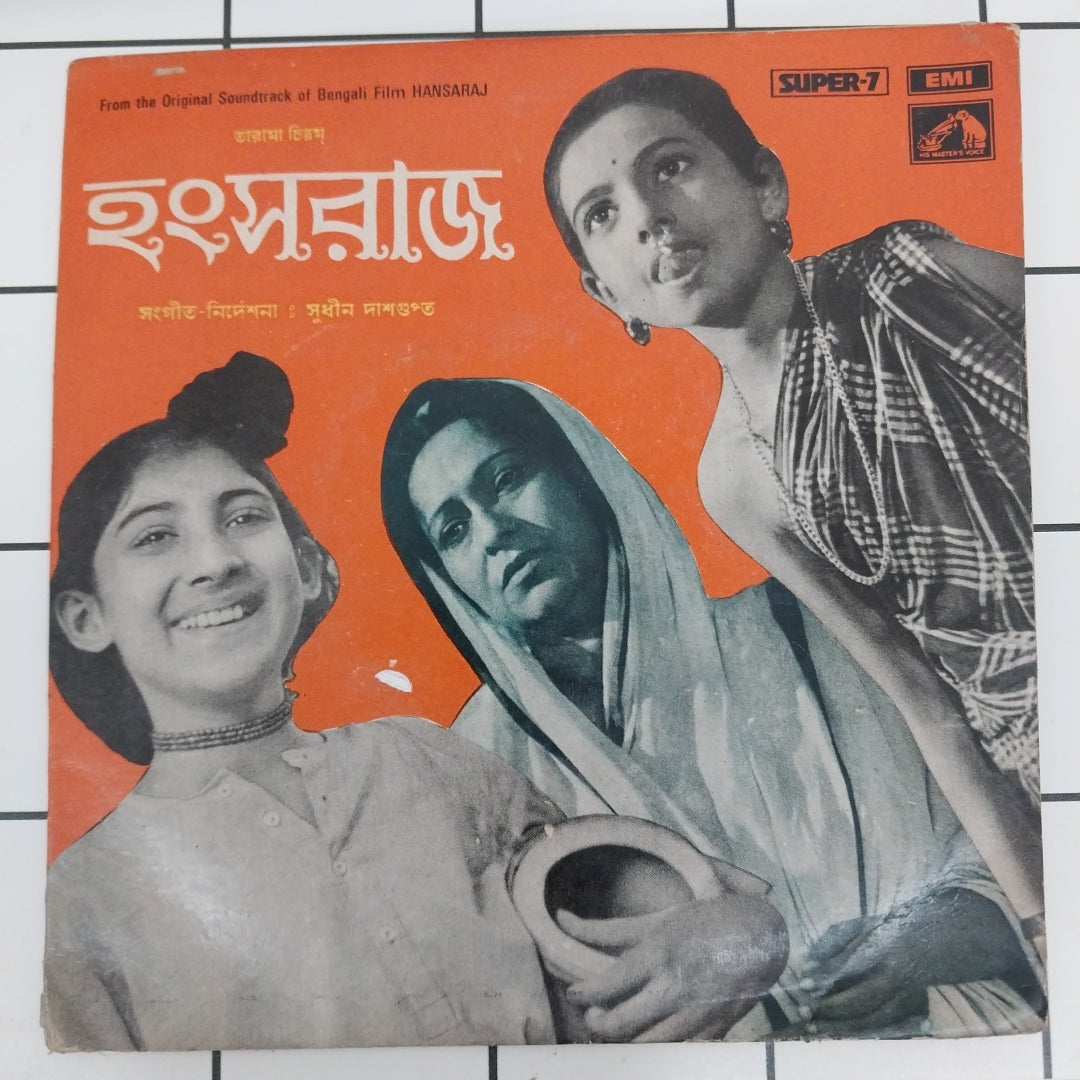 From the Original Soundtrack of Bengali Film HANSARAJ
SUPER-7
EMI
HIS MASTER'S VOICE
তারামা চিত্রম্
হংসরাজ
সংগীত-নির্দেশনা : সুধীন দাশগুপ্ত